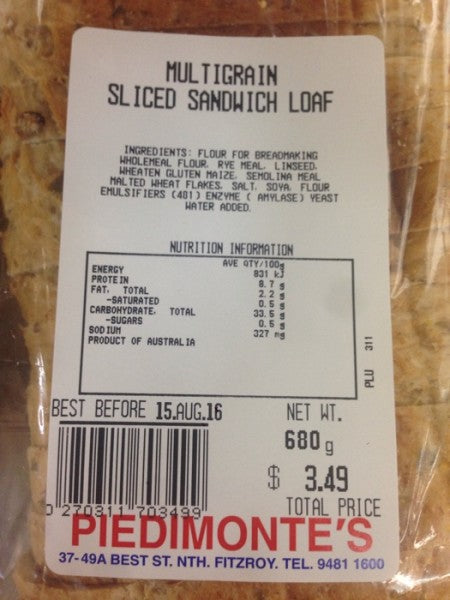 MULTIGRAIN
SLICED SANDWICH LOAF
INGREDIENTS: FLOUR FOR BREADMAKING
WHOLEMEAL FLOUR, RYE MEAL, LINSEED,
WHEATEN GLUTEN MAIZE, SEMOLINA MEAL
MALTED WHEAT FLAKES, SALT, SOYA, FLOUR
EMULSIFIERS (481) ENZYME ( AMYLASE) YEAST
WATER ADDED.
NUTRITION INFORMATION
AVE QTY/100g
ENERGY 831 kJ
PROTEIN 8.7 g
FAT, TOTAL 2.2 g
-SATURATED 0.5 g
CARBOHYDRATE, TOTAL 33.5 g
-SUGARS 0.5 g
SODIUM 327 mg
PRODUCT OF AUSTRALIA
PLU 311
BEST BEFORE 15.AUG.16
NET WT.
680 g
$ 3.49
TOTAL PRICE
0 270311 703499
PIEDIMONTE'S
37-49A BEST ST. NTH. FITZROY. TEL. 9481 1600